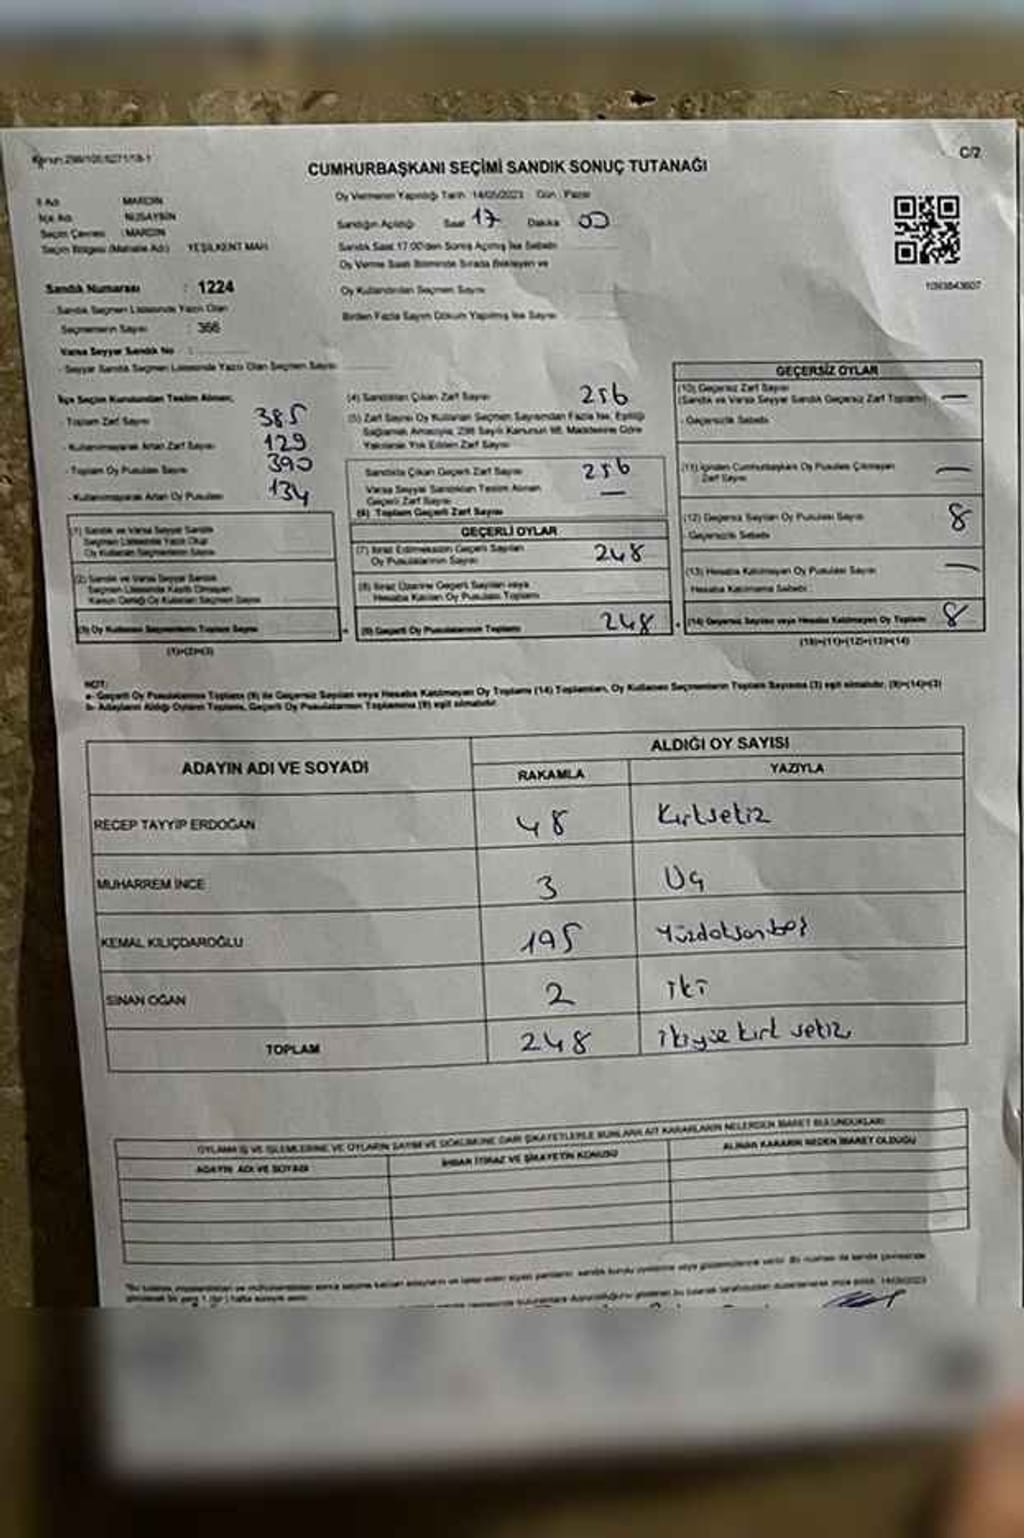 Kanun:298/105;6271/18-1
C/2
CUMHURBAŞKANI SEÇİMİ SANDIK SONUÇ TUTANAĞI
İl Adı MARDİN
İlçe Adı NUSAYBİN
Seçim Çevresi : MARDİN
Seçim Bölgesi (Mahalle Adı) YEŞİLKENT MAH.
Oy Vermenin Yapıldığı Tarih 14/05/2023 Gün : Pazar
Sandığın Açıldığı Saat 17 Dakika 00
Sandık Saat 17.00'den Sonra Açılmış İse Sebebi
Oy Verme Saati Bitiminde Sırada Bekleyen ve
Oy Kullandırılan Seçmen Sayısı
Birden Fazla Sayım Döküm Yapılmış İse Sayısı
1093843607
Sandık Numarası : 1224
- Sandık Seçmen Listesinde Yazılı Olan
Seçmenlerin Sayısı : 366
Varsa Seyyar Sandık No :
- Seyyar Sandık Seçmen Listesinde Yazılı Olan Seçmen Sayısı
İlçe Seçim Kurulundan Teslim Alınan;
- Toplam Zarf Sayısı 385
- Kullanılmayarak Artan Zarf Sayısı 129
- Toplam Oy Pusulası Sayısı 390
- Kullanılmayarak Artan Oy Pusulası 134
(1) Sandık ve Varsa Seyyar Sandık
Seçmen Listesinde Yazılı Olup
Oy Kullanan Seçmenlerin Sayısı
(2) Sandık ve Varsa Seyyar Sandık
Seçmen Listesinde Kayıtlı Olmayan
Kanun Gereği Oy Kullanan Seçmen Sayısı
(3) Oy Kullanan Seçmenlerin Toplam Sayısı
(1)+(2)=(3)
(4) Sandıktan Çıkan Zarf Sayısı 256
(5) Zarf Sayısı Oy Kullanan Seçmen Sayısından Fazla İse, Eşitliği
Sağlamak Amacıyla, 298 Sayılı Kanunun 98. Maddesine Göre
Yakılarak Yok Edilen Zarf Sayısı
Sandıkta Çıkan Geçerli Zarf Sayısı 256
Varsa Seyyar Sandıktan Teslim Alınan
Geçerli Zarf Sayısı —
(6) Toplam Geçerli Zarf Sayısı
GEÇERLİ OYLAR
(7) İtiraz Edilmeksizin Geçerli Sayılan
Oy Pusulalarının Sayısı 248
(8) İtiraz Üzerine Geçerli Sayılan veya
Hesaba Katılan Oy Pusulası Toplamı
(9) Geçerli Oy Pusulalarının Toplamı 248
GEÇERSİZ OYLAR
(10) Geçersiz Zarf Sayısı
(Sandık ve Varsa Seyyar Sandık Geçersiz Zarf Toplamı) —
- Geçersizlik Sebebi
(11) İçinden Cumhurbaşkanı Oy Pusulası Çıkmayan
Zarf Sayısı —
(12) Geçersiz Sayılan Oy Pusulası Sayısı 8
- Geçersizlik Sebebi
(13) Hesaba Katılmayan Oy Pusulası Sayısı —
Hesaba Katılmama Sebebi
(14) Geçersiz Sayılan veya Hesaba Katılmayan Oy Toplamı 8
(10)+(11)+(12)+(13)=(14)
NOT:
a- Geçerli Oy Pusulalarının Toplamı (9) ile Geçersiz Sayılan veya Hesaba Katılmayan Oy Toplamı (14) Toplamları, Oy Kullanan Seçmenlerin Toplam Sayısına (3) eşit olmalıdır. (9)+(14)=(3)
b- Adayların Aldığı Oyların Toplamı, Geçerli Oy Pusulalarının Toplamına (9) eşit olmalıdır.
ADAYIN ADI VE SOYADI
ALDIĞI OY SAYISI
RAKAMLA YAZIYLA
RECEP TAYYİP ERDOĞAN 48 Kırksekiz
MUHARREM İNCE 3 Üç
KEMAL KILIÇDAROĞLU 195 Yüzdoksanbeş
SİNAN OĞAN 2 iki
TOPLAM 248 ikiyüz kırk sekiz
OYLAMA İŞ VE İŞLEMLERİNE VE OYLARIN SAYIM VE DÖKÜMÜNE DAİR ŞİKAYETLERLE BUNLARA AİT KARARLARIN NELERDEN İBARET BULUNDUKLARI
ADAYIN ADI VE SOYADI
İHBAR İTİRAZ VE ŞİKAYETİN KONUSU
ALINAN KARARIN NEDEN İBARET OLDUĞU